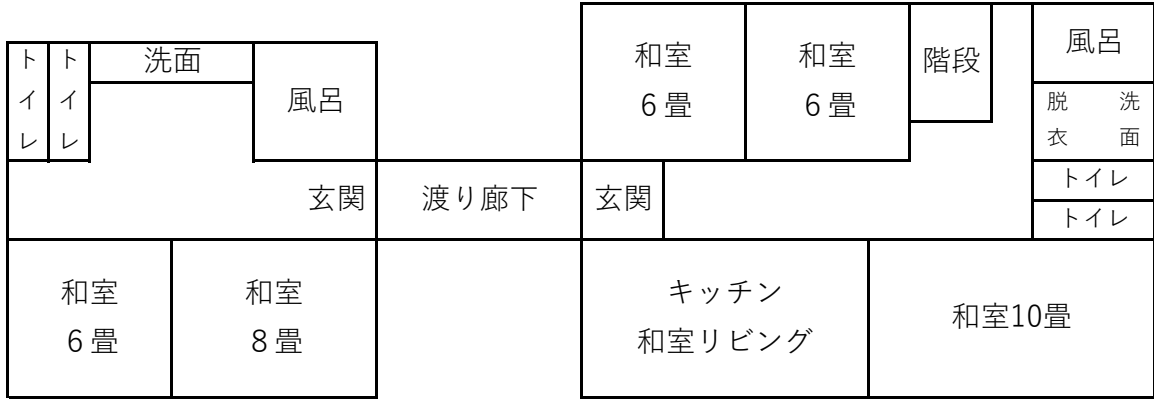 トイレ
トイレ
洗面
風呂
玄関
和室
6畳
和室
8畳
渡り廊下
和室
6畳
和室
6畳
階段
風呂
脱衣
洗面
トイレ
トイレ
玄関
キッチン
和室リビング
和室10畳